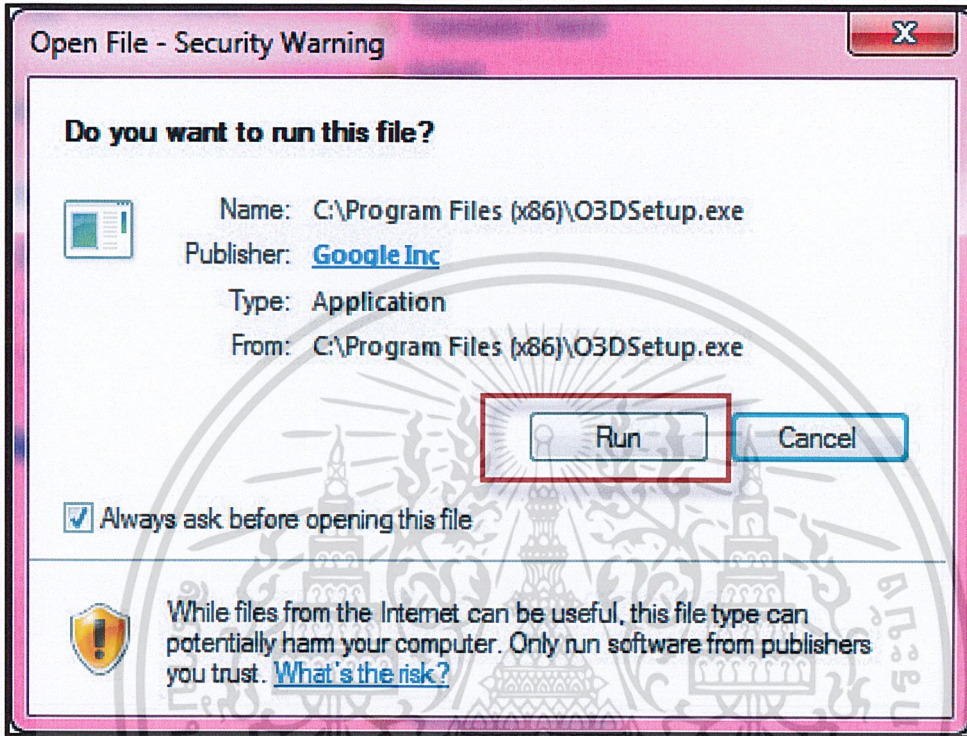 Open File - Security Warning
Do you want to run this file?
Name: C:\Program Files (x86)\O3DSetup.exe
Publisher: Google Inc
Type: Application
From: C:\Program Files (x86)\O3DSetup.exe
Run Cancel
Always ask before opening this file
While files from the Internet can be useful, this file type can
potentially harm your computer. Only run software from publishers
you trust. What's the risk?